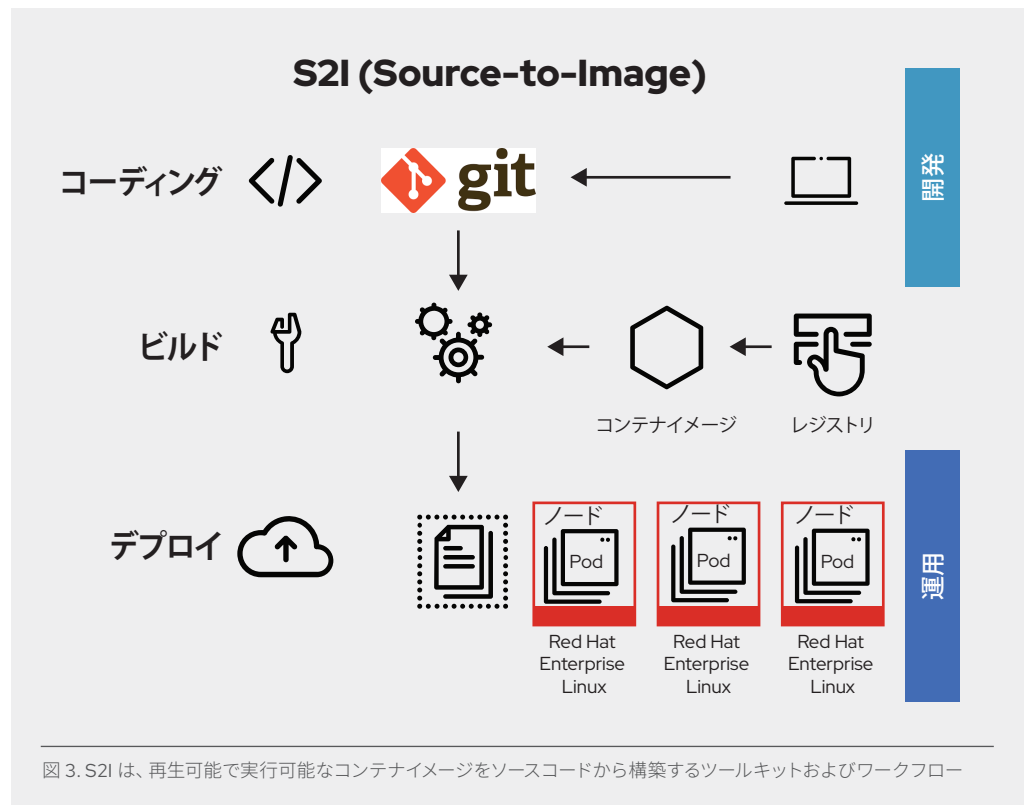 S2I (Source-to-Image)
コーディング
git
開発
ビルド
コンテナイメージ
レジストリ
デプロイ
ノード
ノード
ノード
Pod
Pod
Pod
運用
Red Hat
Enterprise
Linux
Red Hat
Enterprise
Linux
Red Hat
Enterprise
Linux
図 3. S2I は、再生可能で実行可能なコンテナイメージをソースコードから構築するツールキットおよびワークフロー